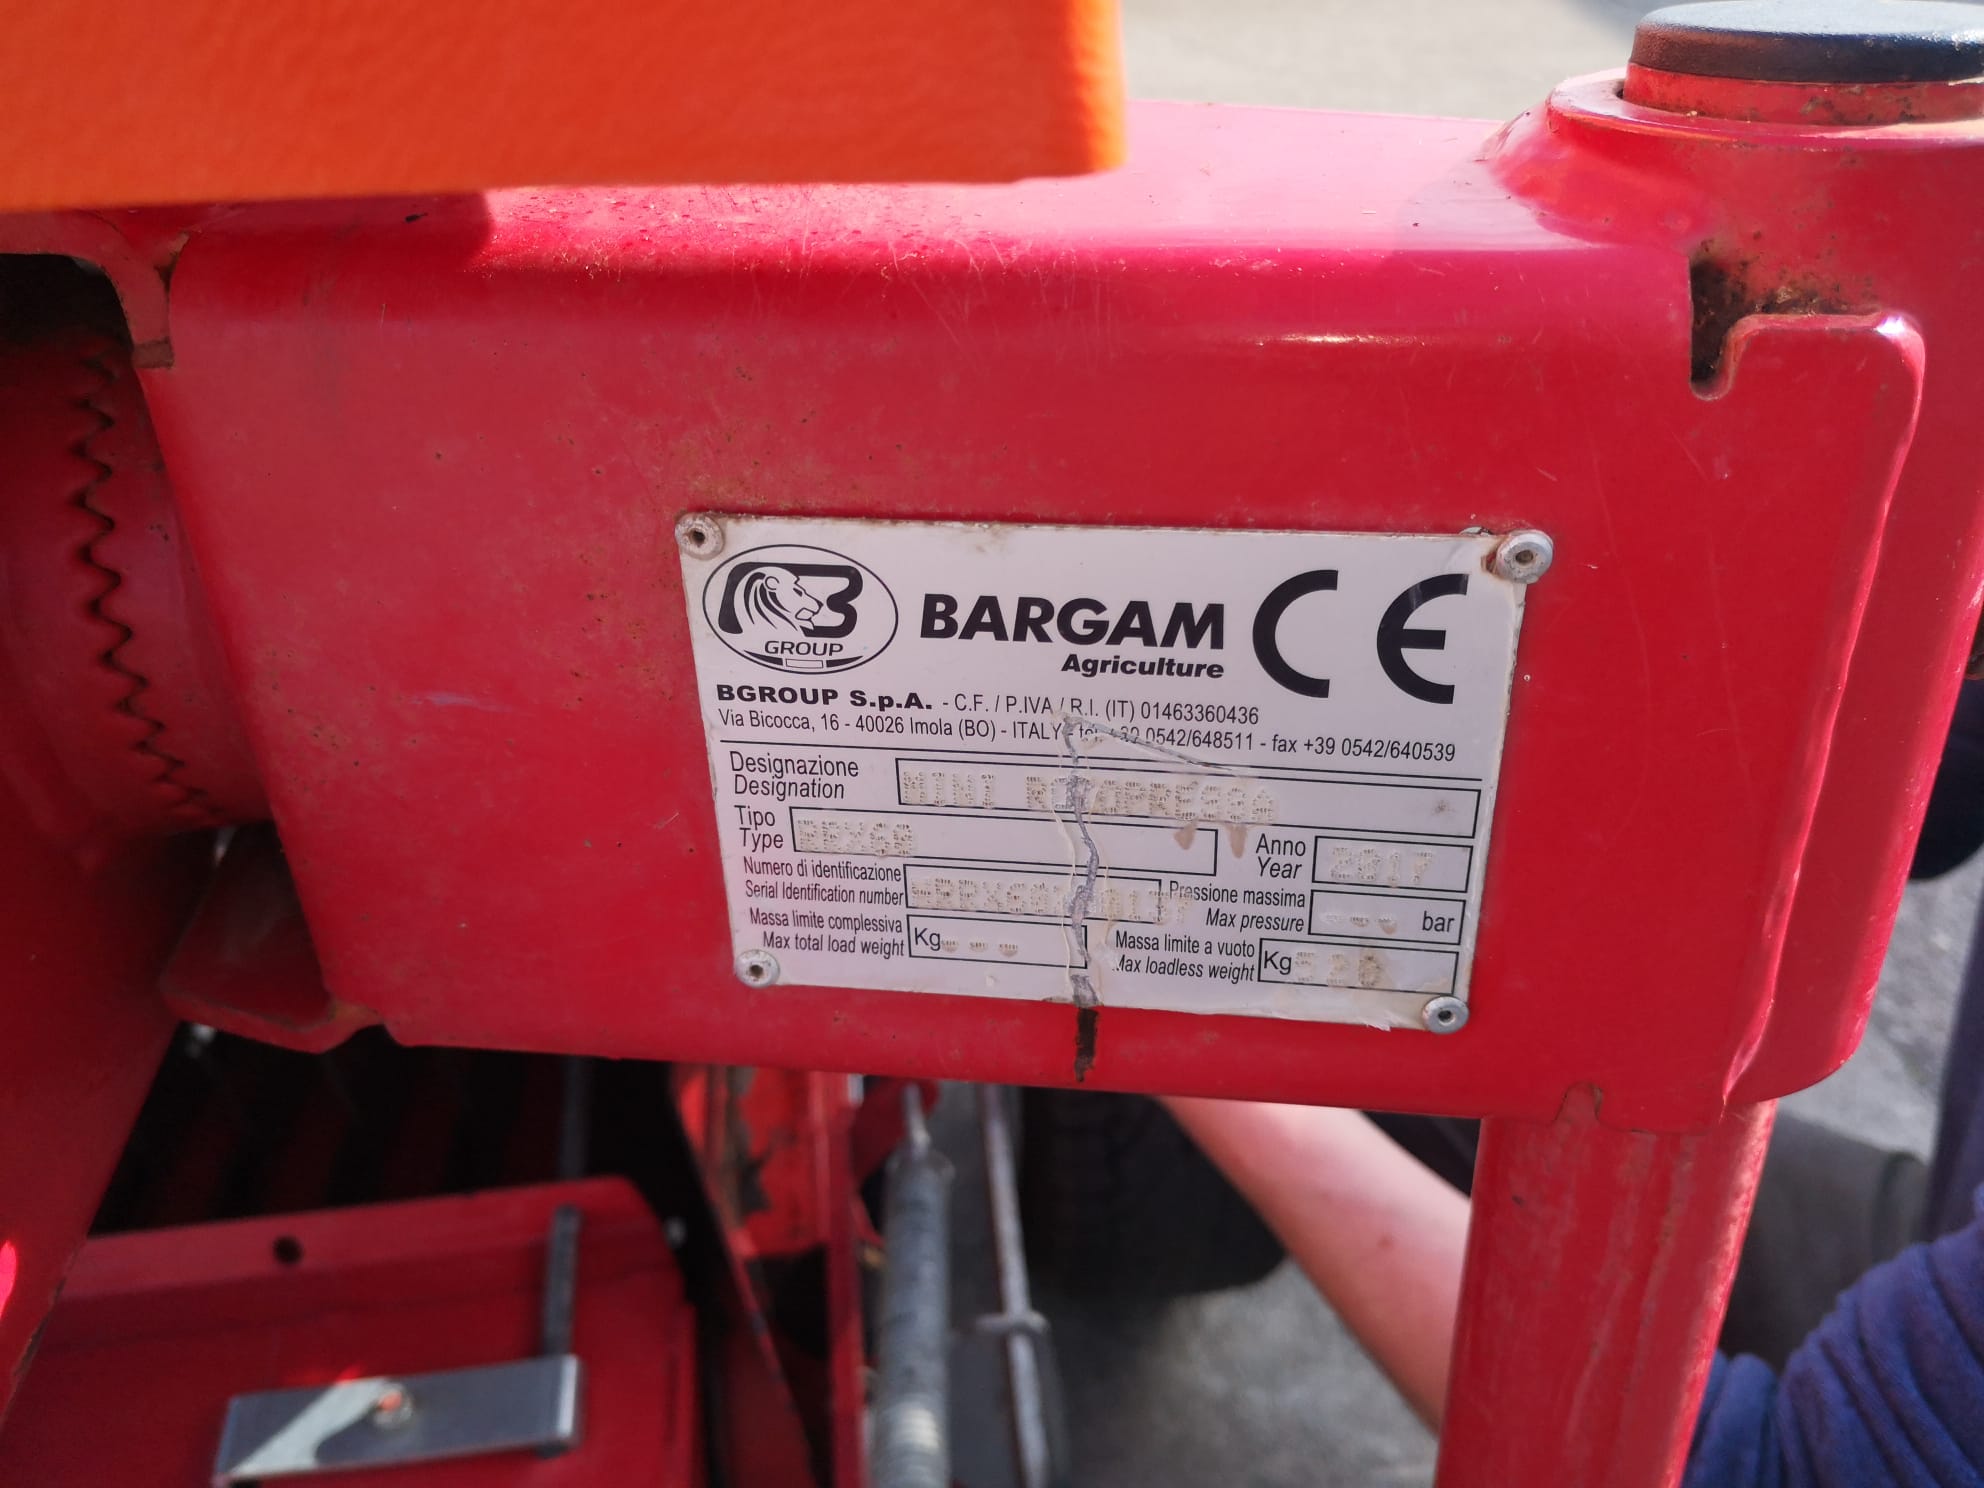 GROUP
BARGAM
Agriculture
CE
BGROUP S.p.A. - C.F. / P.IVA / R.I. (IT) 01463360436
Via Bicocca, 16 - 40026 Imola (BO) - ITALY - tel. +39 0542/648511 - fax +39 0542/640539
Designazione
Designation
Tipo
Type
Anno
Year
2017
Numero di identificazione
Serial Identification number
Pressione massima
Max pressure
--- bar
Massa limite complessiva
Max total load weight
Kg ---
Massa limite a vuoto
Max loadless weight
Kg